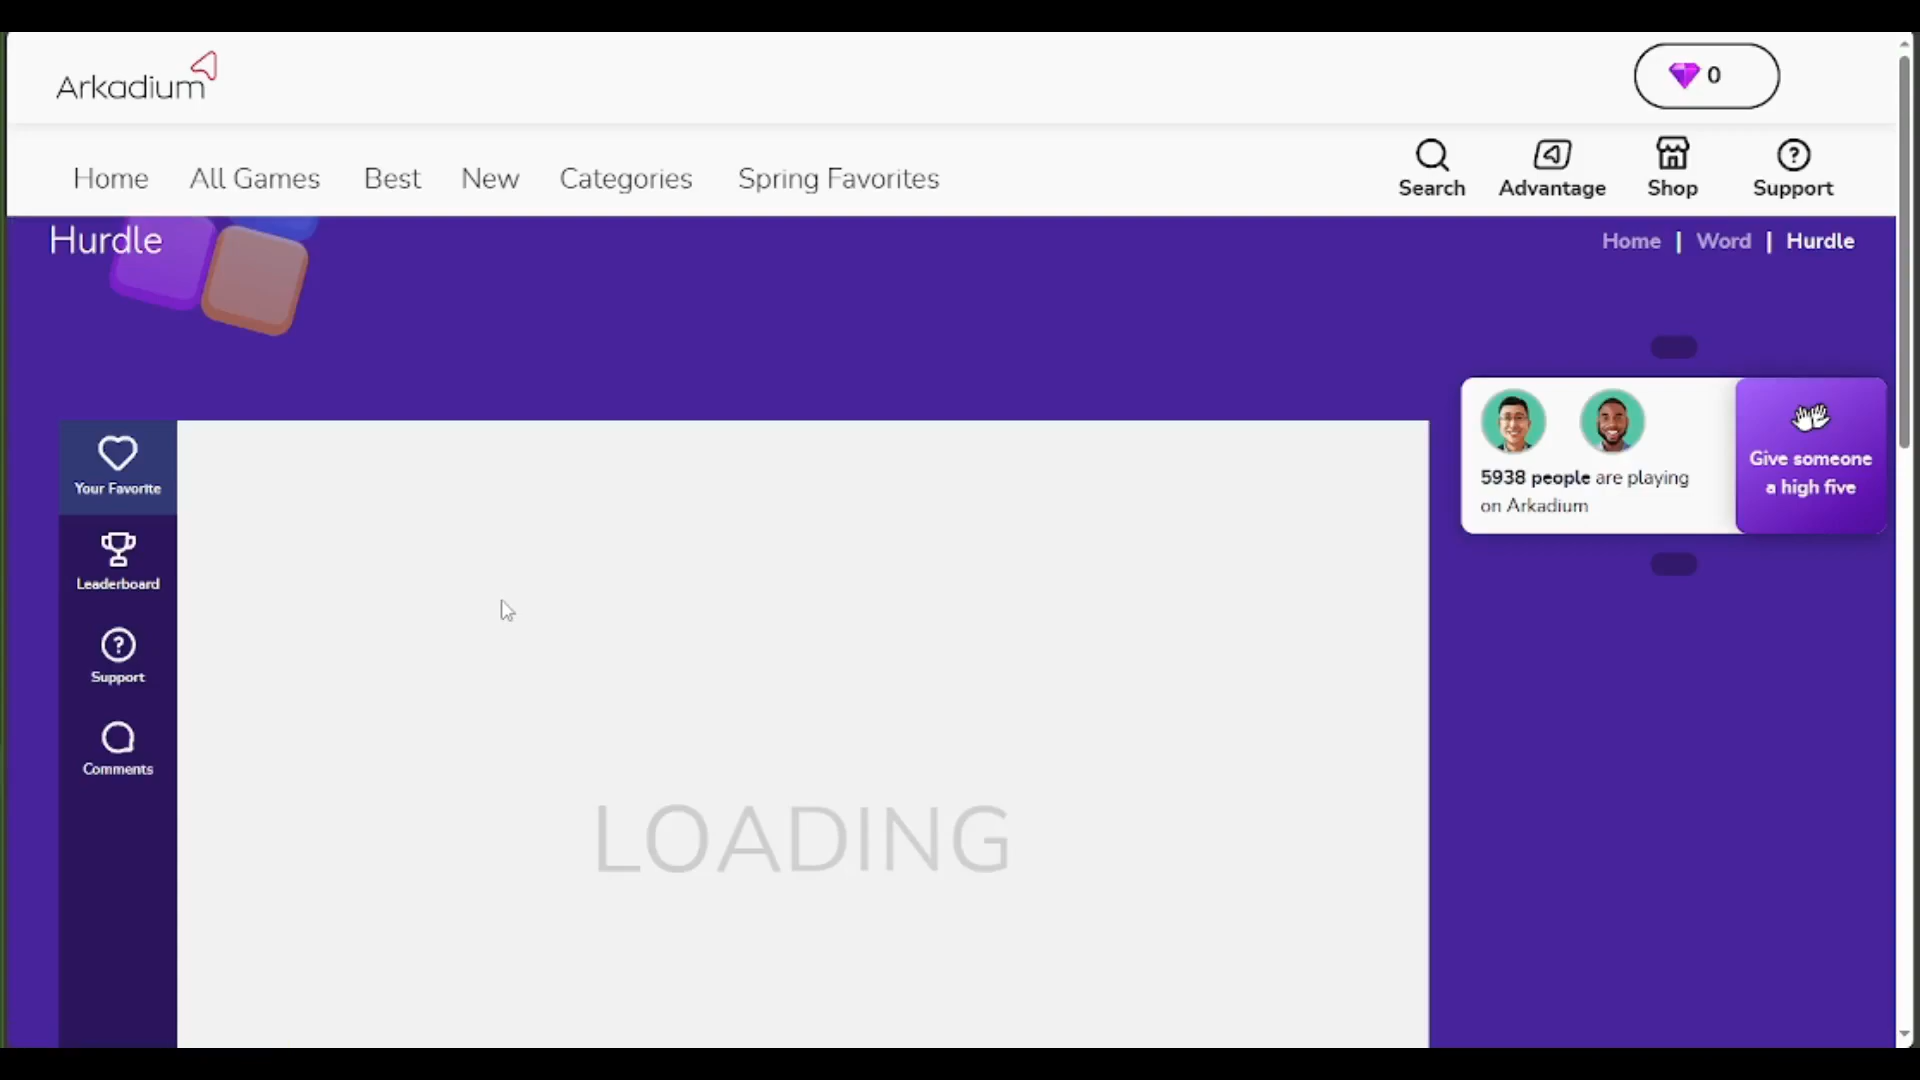 Arkadium
0
Home All Games Best New Categories Spring Favorites
Search Advantage Shop Support
Hurdle
Home | Word | Hurdle
Your Favorite
Leaderboard
Support
Comments
LOADING
5938 people are playing
on Arkadium
Give someone
a high five